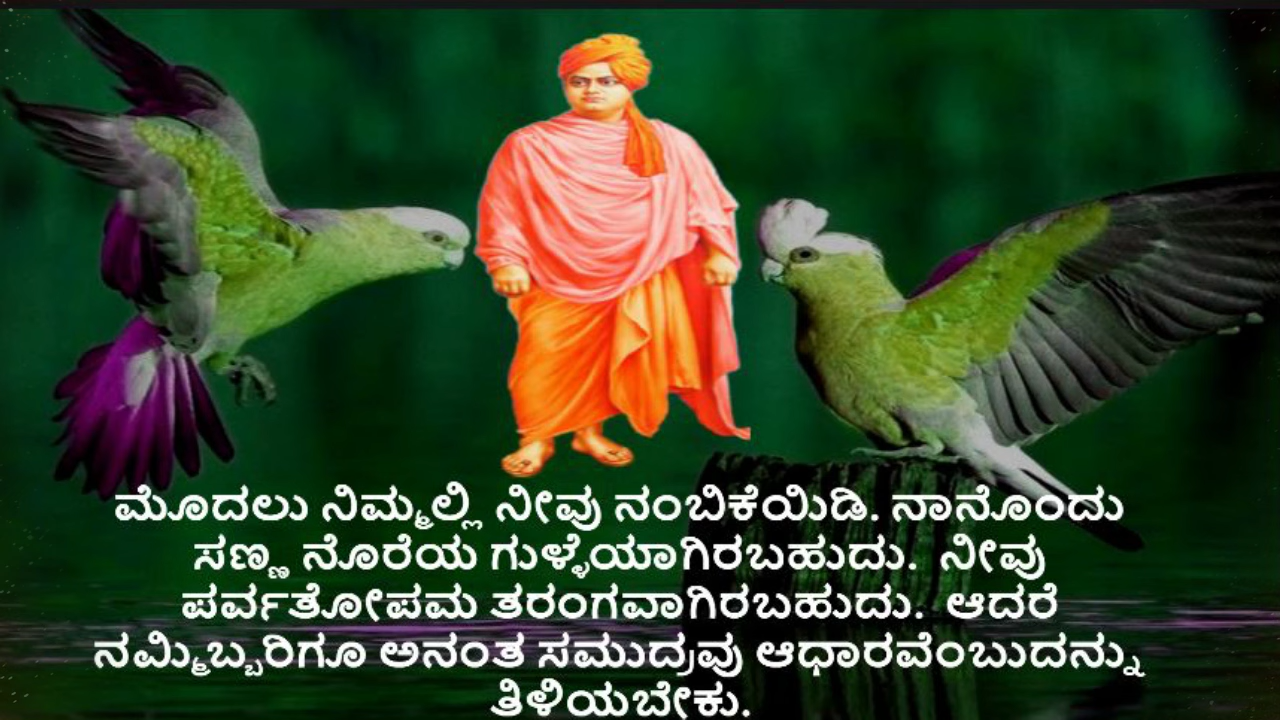 ಮೊದಲು ನಿಮ್ಮಲ್ಲಿ ನೀವು ನಂಬಿಕೆಯಿಡಿ. ನಾನೊಂದು
ಸಣ್ಣ ನೊರೆಯ ಗುಳ್ಳೆಯಾಗಿರಬಹುದು. ನೀವು
ಪರ್ವತೋಪಮ ತರಂಗವಾಗಿರಬಹುದು. ಆದರೆ
ನಮ್ಮಿಬ್ಬರಿಗೂ ಅನಂತ ಸಮುದ್ರವು ಆಧಾರವೆಂಬುದನ್ನು
ತಿಳಿಯಬೇಕು.